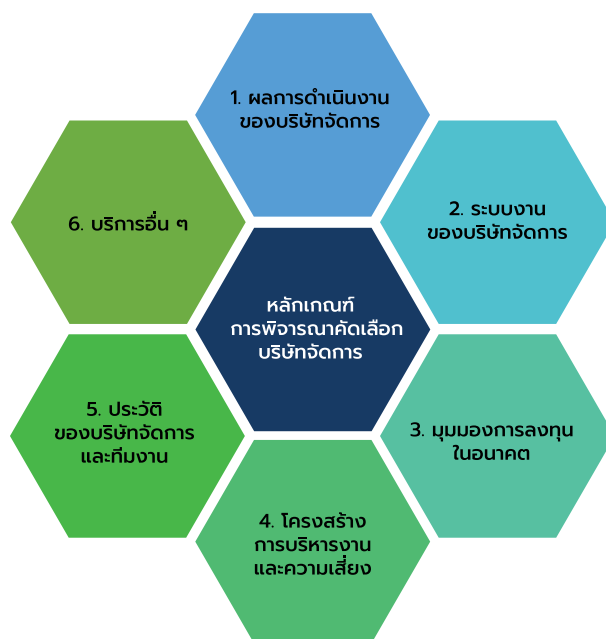 1. ผลการดำเนินงาน
ของบริษัทจัดการ
2. ระบบงาน
ของบริษัทจัดการ
3. มุมมองการลงทุน
ในอนาคต
4. โครงสร้าง
การบริหารงาน
และความเสี่ยง
5. ประวัติ
ของบริษัทจัดการ
และทีมงาน
6. บริการอื่น ๆ
หลักเกณฑ์
การพิจารณาคัดเลือก
บริษัทจัดการ